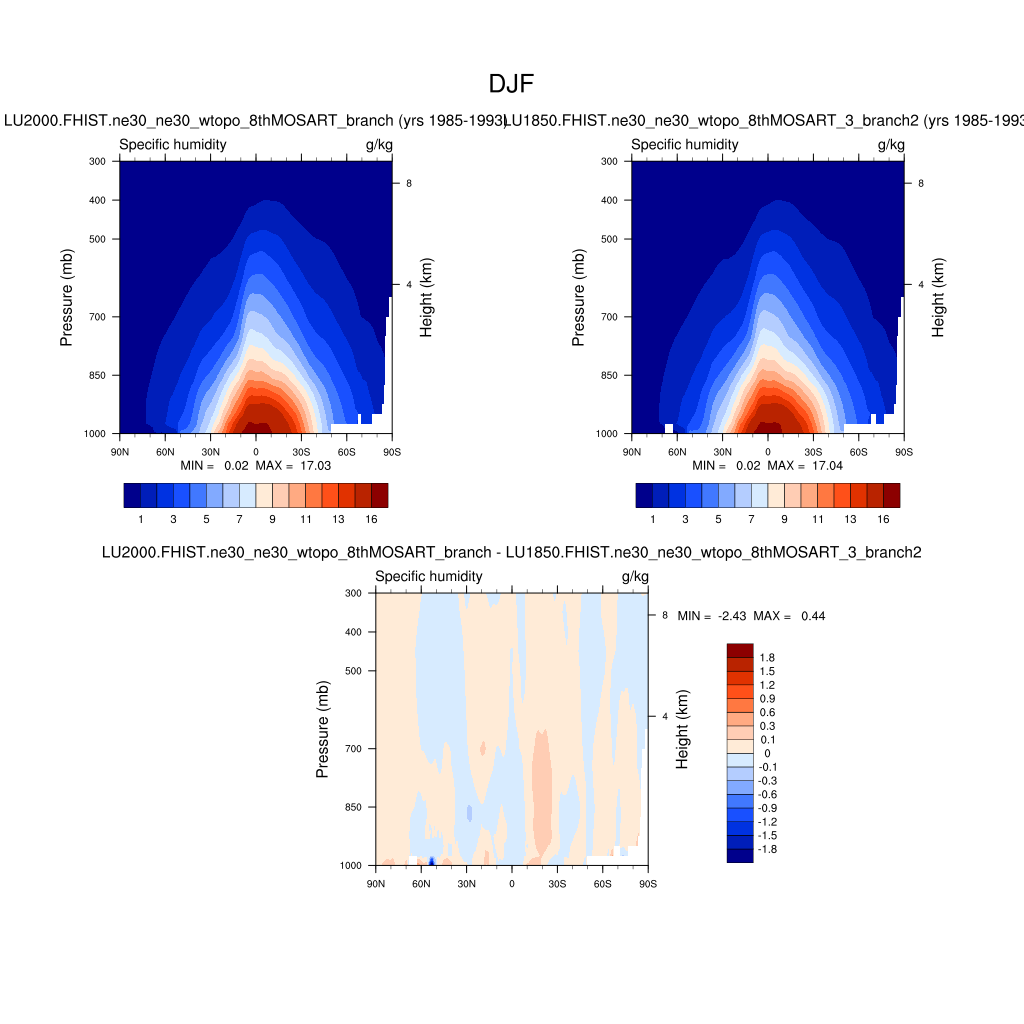 DJF
LU2000.FHIST.ne30_ne30_wtopo_8thMOSART_branch (yrs 1985-1993)
LU1850.FHIST.ne30_ne30_wtopo_8thMOSART_3_branch2 (yrs 1985-1993
Specific humidity g/kg
300
400
500
700
850
1000
Pressure (mb)
8
4
Height (km)
90N 60N 30N 0 30S 60S 90S
MIN = 0.02 MAX = 17.03
1 3 5 7 9 11 13 16
Specific humidity g/kg
300
400
500
700
850
1000
Pressure (mb)
8
4
Height (km)
90N 60N 30N 0 30S 60S 90S
MIN = 0.02 MAX = 17.04
1 3 5 7 9 11 13 16
LU2000.FHIST.ne30_ne30_wtopo_8thMOSART_branch - LU1850.FHIST.ne30_ne30_wtopo_8thMOSART_3_branch2
Specific humidity g/kg
300
400
500
700
850
1000
Pressure (mb)
8
4
Height (km)
90N 60N 30N 0 30S 60S 90S
MIN = -2.43 MAX = 0.44
1.8
1.5
1.2
0.9
0.6
0.3
0.1
0
-0.1
-0.3
-0.6
-0.9
-1.2
-1.5
-1.8